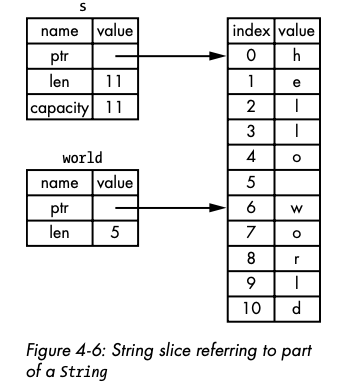 s
name value
ptr
len 11
capacity 11
world
name value
ptr
len 5
index value
0 h
1 e
2 l
3 l
4 o
5
6 w
7 o
8 r
9 l
10 d
Figure 4-6: String slice referring to part
of a String